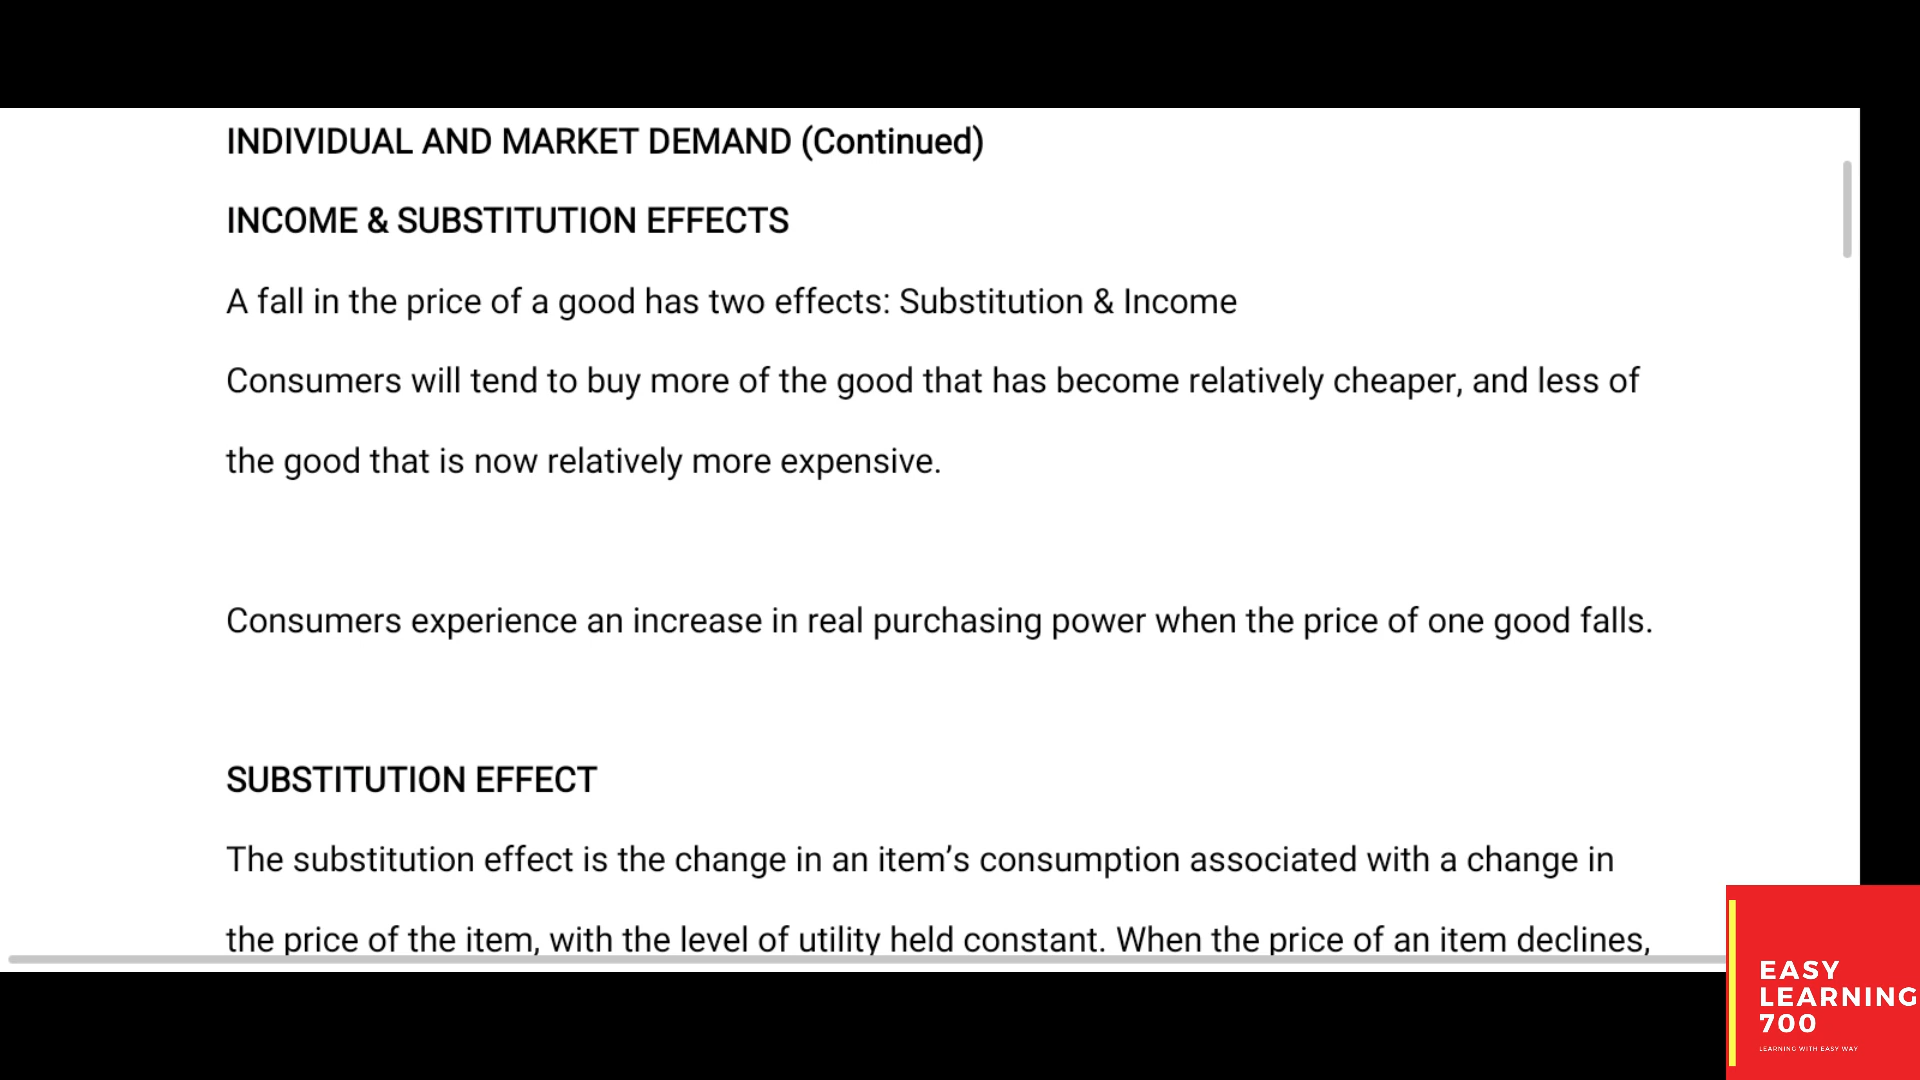 INDIVIDUAL AND MARKET DEMAND (Continued)
INCOME & SUBSTITUTION EFFECTS
A fall in the price of a good has two effects: Substitution & Income
Consumers will tend to buy more of the good that has become relatively cheaper, and less of
the good that is now relatively more expensive.
Consumers experience an increase in real purchasing power when the price of one good falls.
SUBSTITUTION EFFECT
The substitution effect is the change in an item’s consumption associated with a change in
the price of the item, with the level of utility held constant. When the price of an item declines,
EASY
LEARNING
700
LEARNING WITH EASY WAY